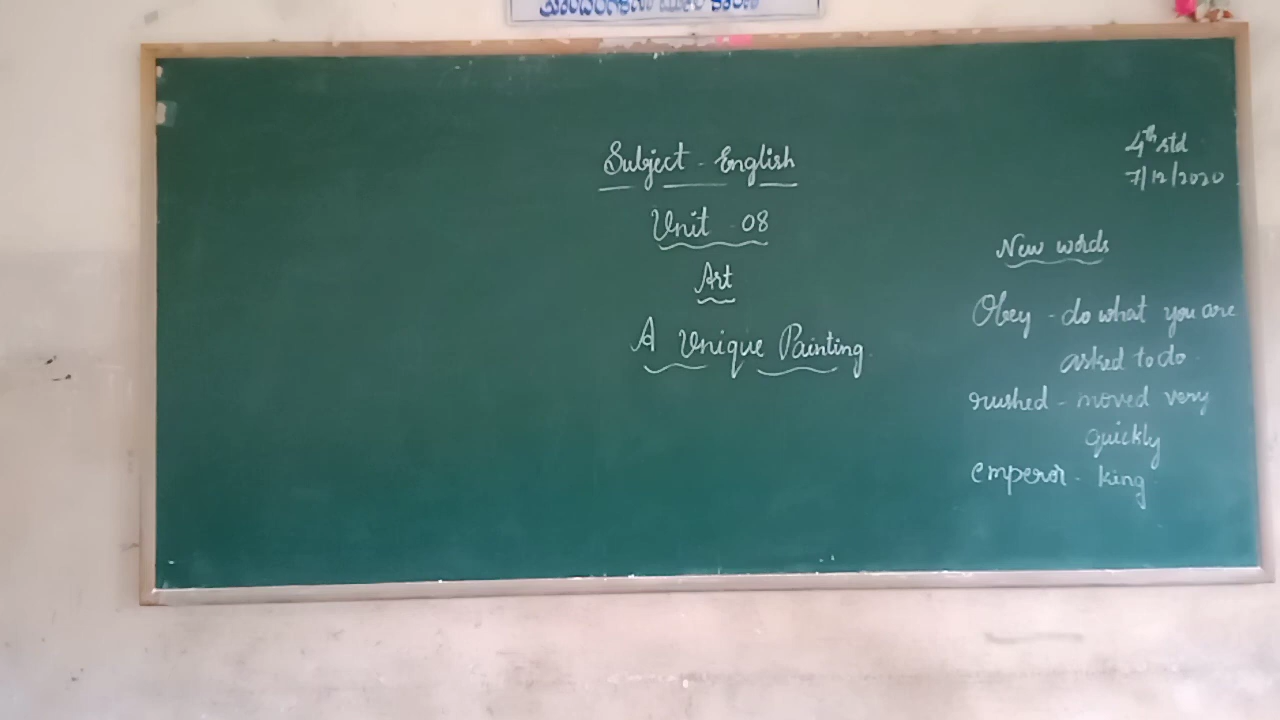 ಮೂಲ ಕಾರಣ
Subject - English
Unit 08
Art
A Unique Painting
4th std
7/12/2020
New words
Obey - do what you are
asked to do
rushed - moved very
quickly
emperor - king